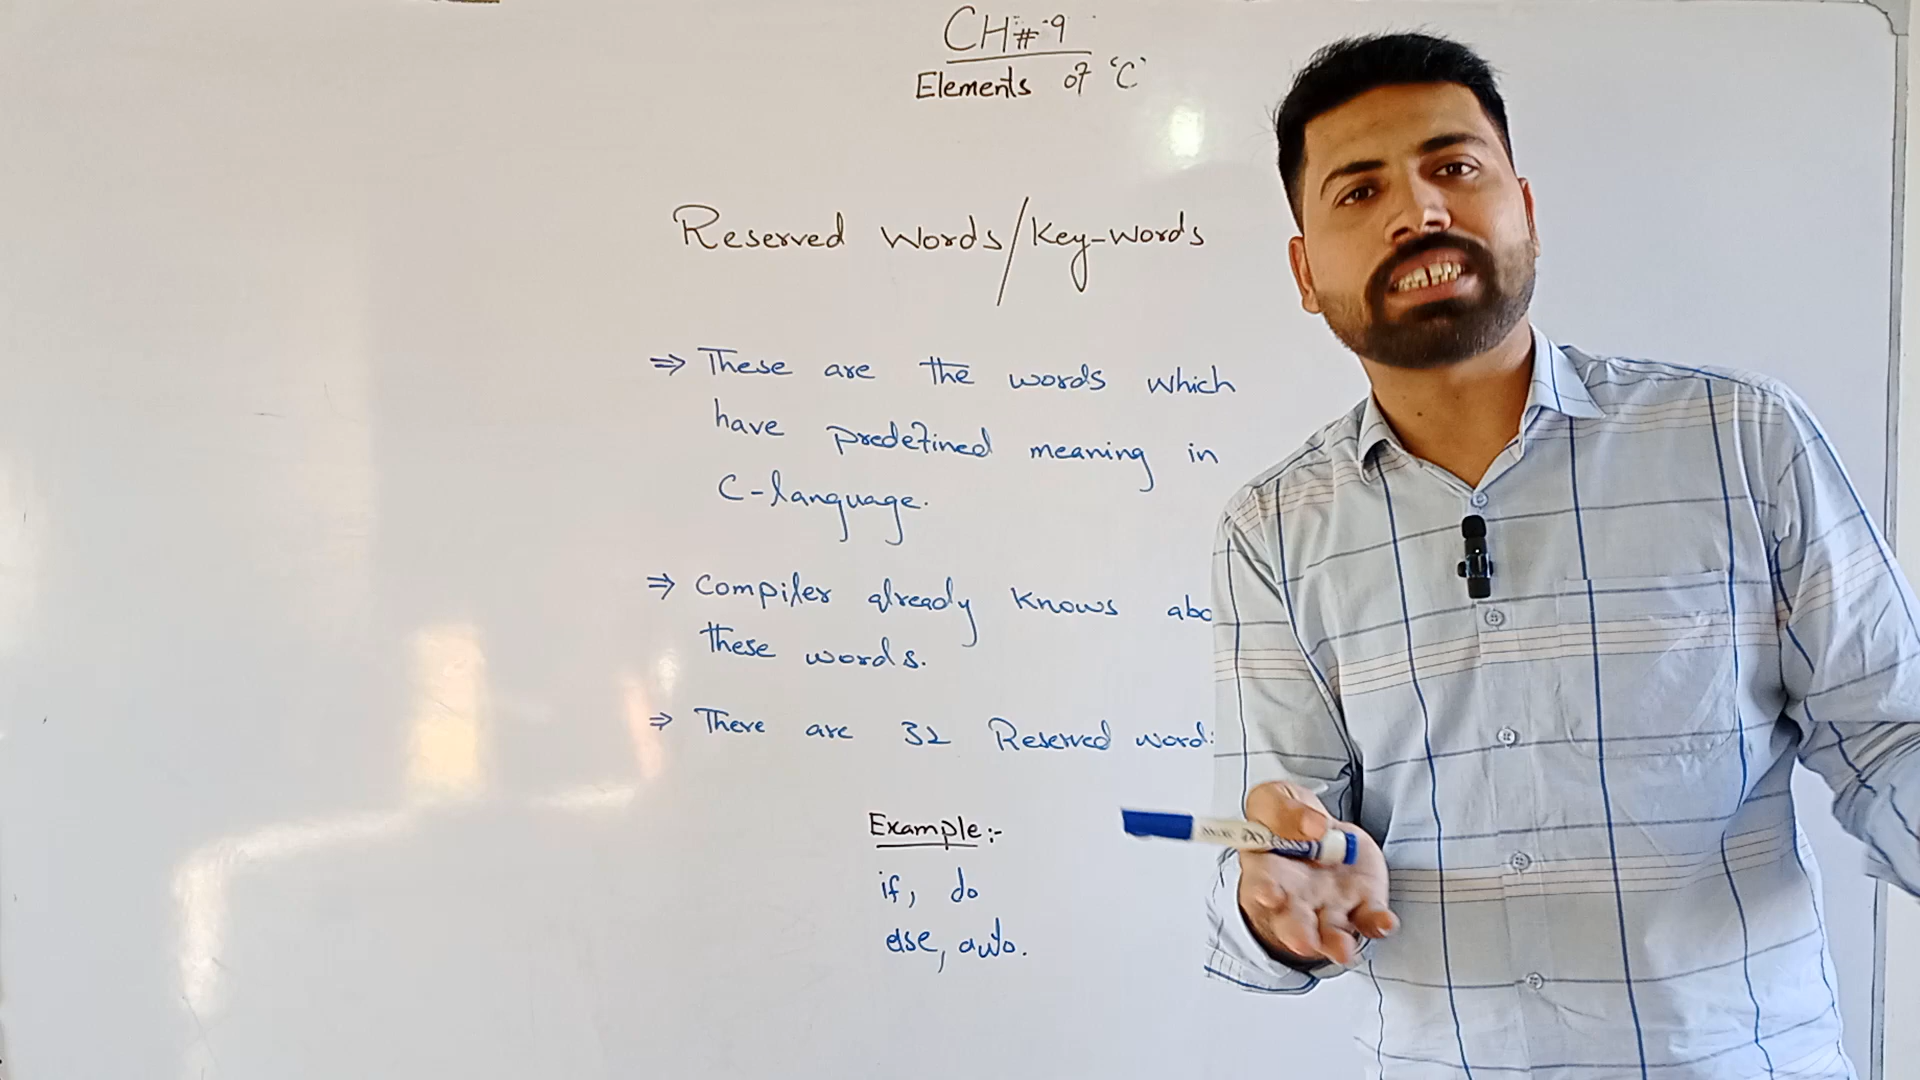 CH# 9
Elements of 'C'
Reserved Words/Key-words
⇒ These are the words which
have predefined meaning in
C-language.
⇒ Compiler already knows abo
these words.
⇒ There are 32 Reserved word
Example:-
if, do
else, auto.